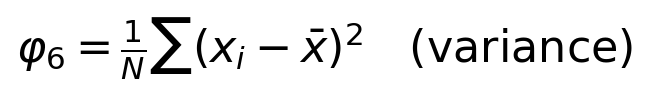 φ₆ = 1/N ∑(xᵢ − x̄)² (variance)